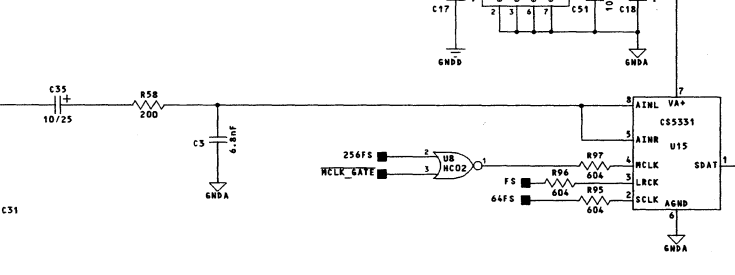 C17
2 3 6 7
C51
10
C18
GNDD
GNDA
C35
+
10/25
R58
200
C3
6.8nF
GNDA
C31
256FS
MCLK_GATE
2
3
U8
HC02
1
FS
64FS
R97
604
R96
604
R95
604
7
8 AINL VA+
CS5331
5 AINR
U15
4 MCLK
SDAT 1
3 LRCK
2 SCLK
AGND
6
GNDA